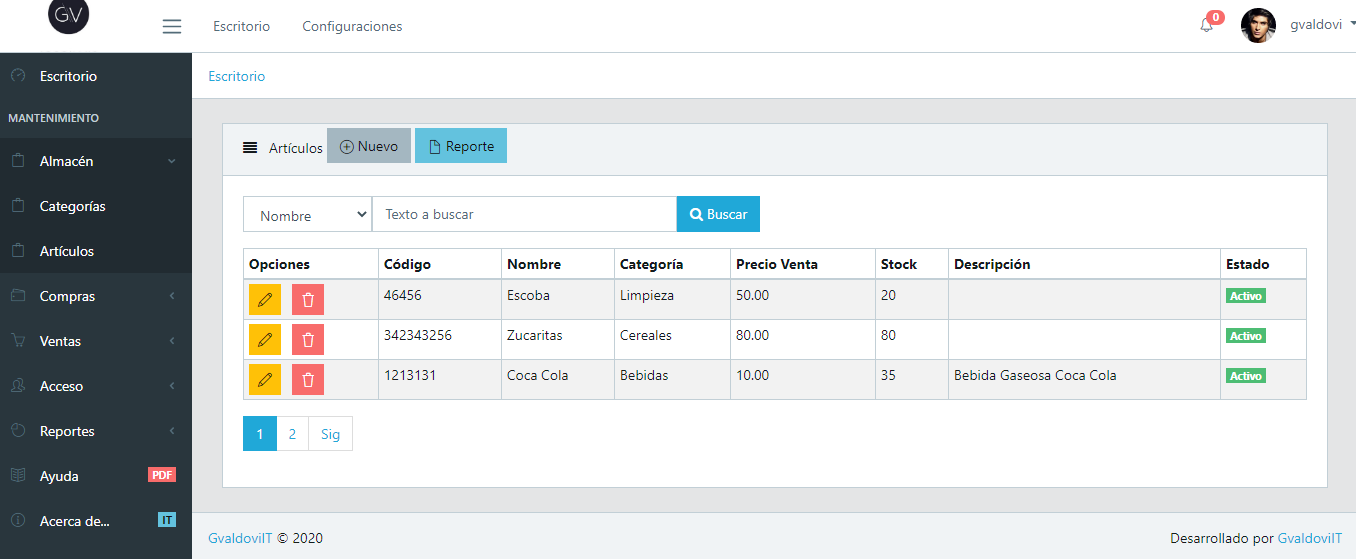 GV
Escritorio Configuraciones 0 gvaldovi
Escritorio
MANTENIMIENTO
Almacén
Categorías
Artículos
Compras
Ventas
Acceso
Reportes
Ayuda PDF
Acerca de... IT
Escritorio
Artículos Nuevo Reporte
Nombre Texto a buscar Buscar
Opciones Código Nombre Categoría Precio Venta Stock Descripción Estado
46456 Escoba Limpieza 50.00 20 Activo
342343256 Zucaritas Cereales 80.00 80 Activo
1213131 Coca Cola Bebidas 10.00 35 Bebida Gaseosa Coca Cola Activo
1 2 Sig
GvaldoviIT © 2020 Desarrollado por GvaldoviIT